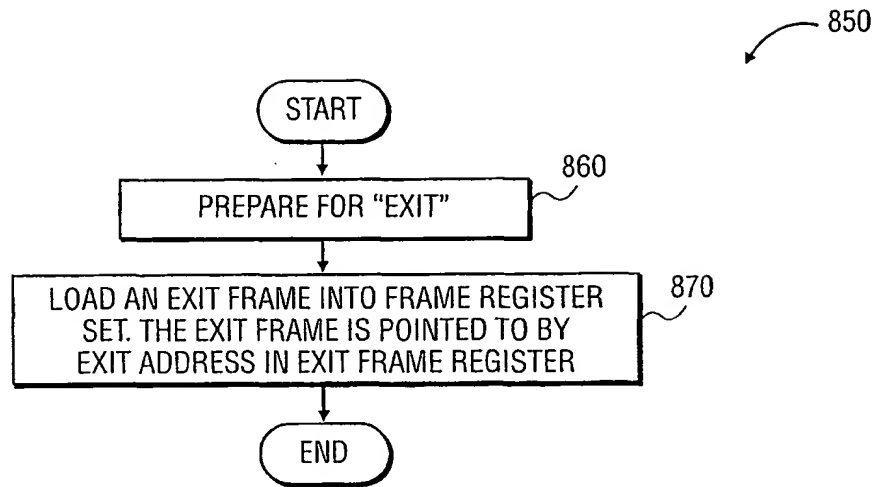 850
START
860
PREPARE FOR “EXIT”
LOAD AN EXIT FRAME INTO FRAME REGISTER
SET. THE EXIT FRAME IS POINTED TO BY
EXIT ADDRESS IN EXIT FRAME REGISTER
870
END